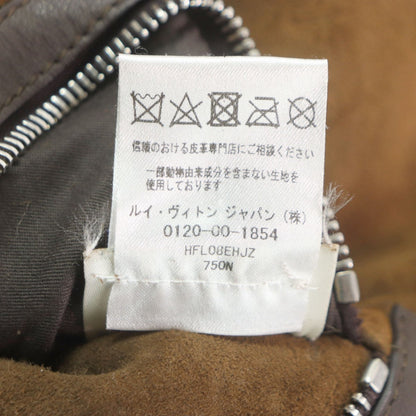 信頼のおける皮革専門店にご相談ください
一部動物由来成分を含まない生地を
使用しております
ルイ・ヴィトン ジャパン（株）
0120-00-1854
HFL08EHJZ
750N